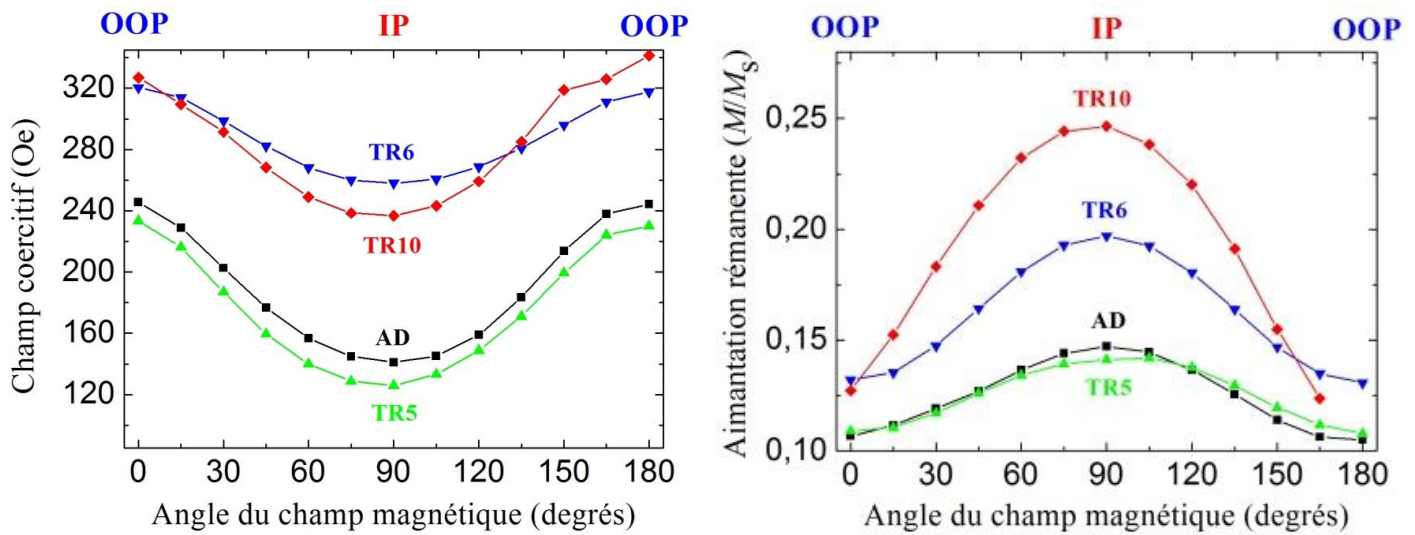 OOP IP OOP
320
280
240
200
160
120
Champ coercitif (Oe)
TR6
TR10
AD
TR5
0 30 60 90 120 150 180
Angle du champ magnétique (degrés)
OOP IP OOP
0,25
0,20
0,15
0,10
Aimantation rémanente (M/MS)
TR10
TR6
AD
TR5
0 30 60 90 120 150 180
Angle du champ magnétique (degrés)